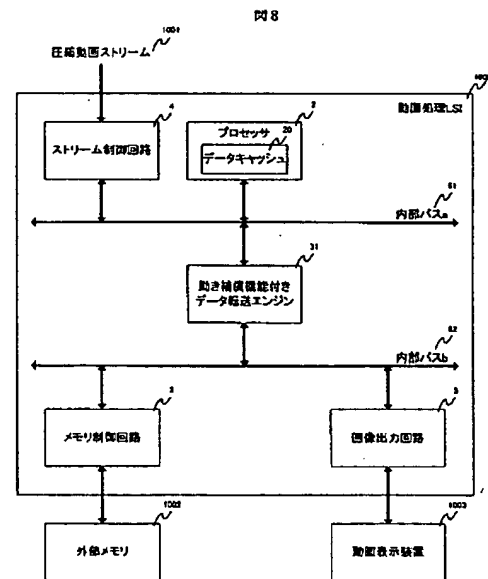 図8
1001
圧縮動画ストリーム
動画処理LSI
4
ストリーム制御回路
2
プロセッサ
20
データキャッシュ
61
内部バスa
31
動き補償機能付き
データ転送エンジン
62
内部バスb
メモリ制御回路
画像出力回路
1002
外部メモリ
1003
動画表示装置